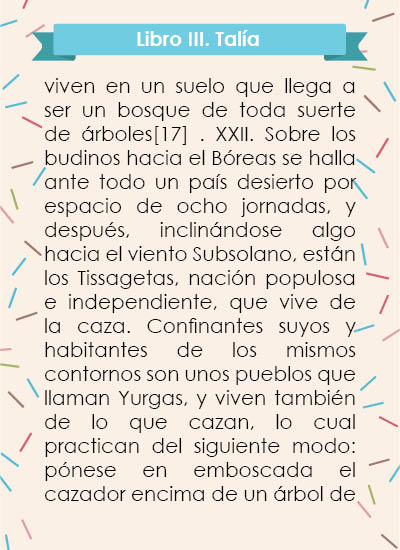 Libro III. Talía
viven en un suelo que llega a
ser un bosque de toda suerte
de árboles[17] . XXII. Sobre los
budinos hacia el Bóreas se halla
ante todo un país desierto por
espacio de ocho jornadas, y
después, inclinándose algo
hacia el viento Subsolano, están
los Tissagetas, nación populosa
e independiente, que vive de
la caza. Confinantes suyos y
habitantes de los mismos
contornos son unos pueblos que
llaman Yurgas, y viven también
de lo que cazan, lo cual
practican del siguiente modo:
pónese en emboscada el
cazador encima de un árbol de